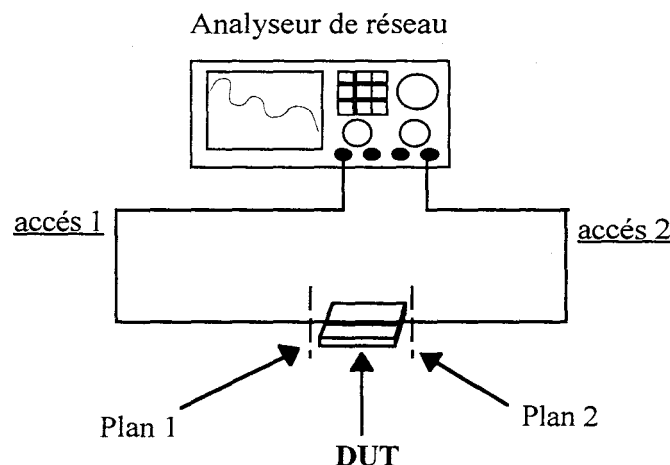 Analyseur de réseau
accés 1
accés 2
Plan 1
Plan 2
DUT